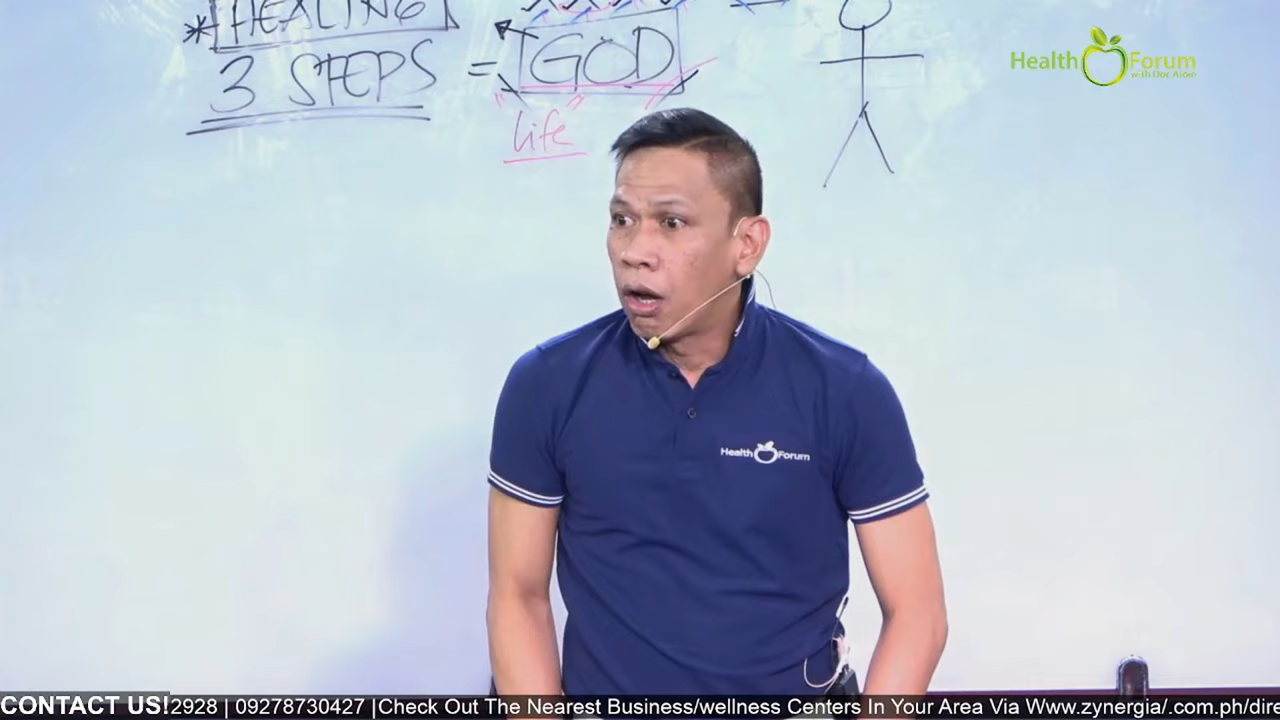 *HEALING
3 STEPS = GOD
life
Health Forum
with Doc Atoie
Health Forum
CONTACT US! 2928 | 09278730427 |Check Out The Nearest Business/wellness Centers In Your Area Via Www.zynergia/.com.ph/dire